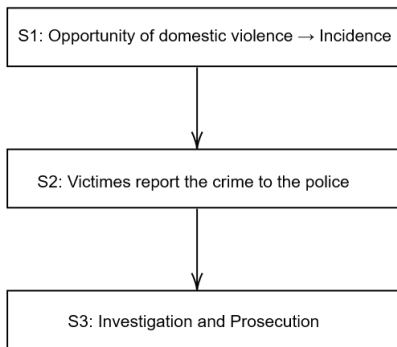 S1: Opportunity of domestic violence → Incidence
S2: Victimes report the crime to the police
S3: Investigation and Prosecution